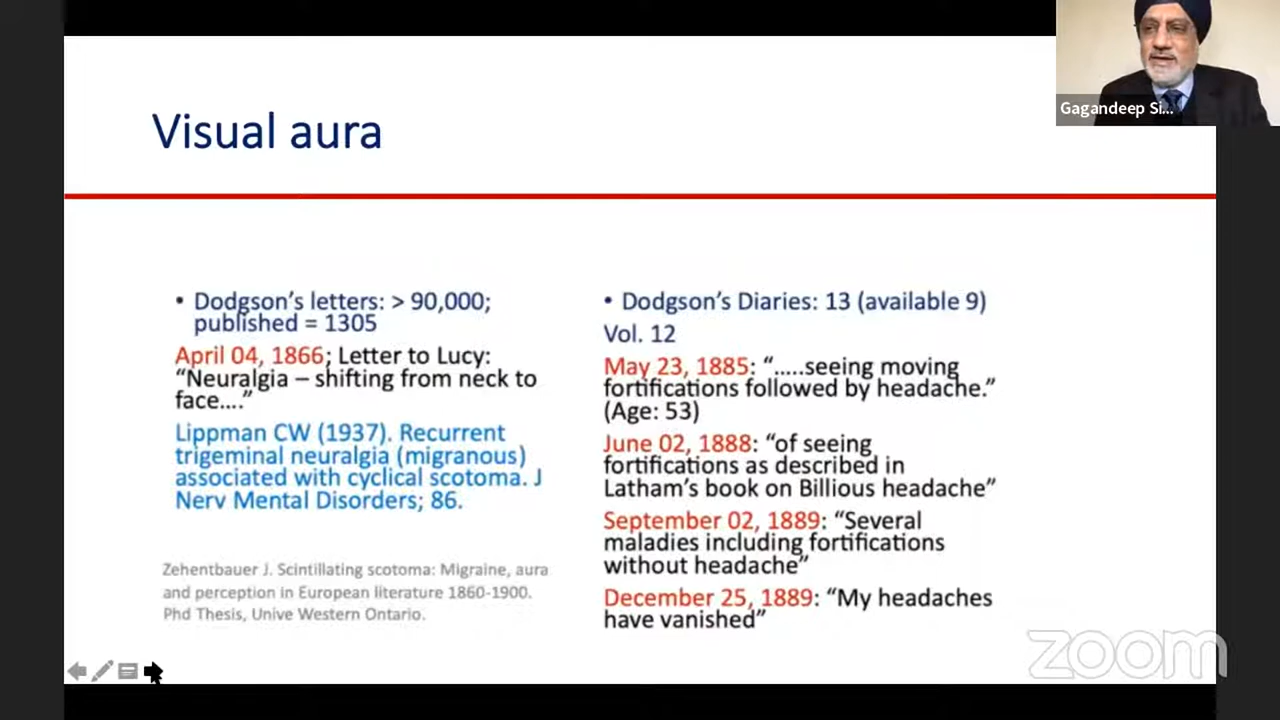 Gagandeep Si...
Visual aura
• Dodgson's letters: > 90,000;
published = 1305
April 04, 1866; Letter to Lucy:
"Neuralgia – shifting from neck to
face...."
Lippman CW (1937). Recurrent
trigeminal neuralgia (migranous)
associated with cyclical scotoma. J
Nerv Mental Disorders; 86.
Zehentbauer J. Scintillating scotoma: Migraine, aura
and perception in European literature 1860-1900.
Phd Thesis, Unive Western Ontario.
• Dodgson's Diaries: 13 (available 9)
Vol. 12
May 23, 1885: ".....seeing moving
fortifications followed by headache."
(Age: 53)
June 02, 1888: "of seeing
fortifications as described in
Latham's book on Billious headache"
September 02, 1889: "Several
maladies including fortifications
without headache"
December 25, 1889: "My headaches
have vanished"
zoom